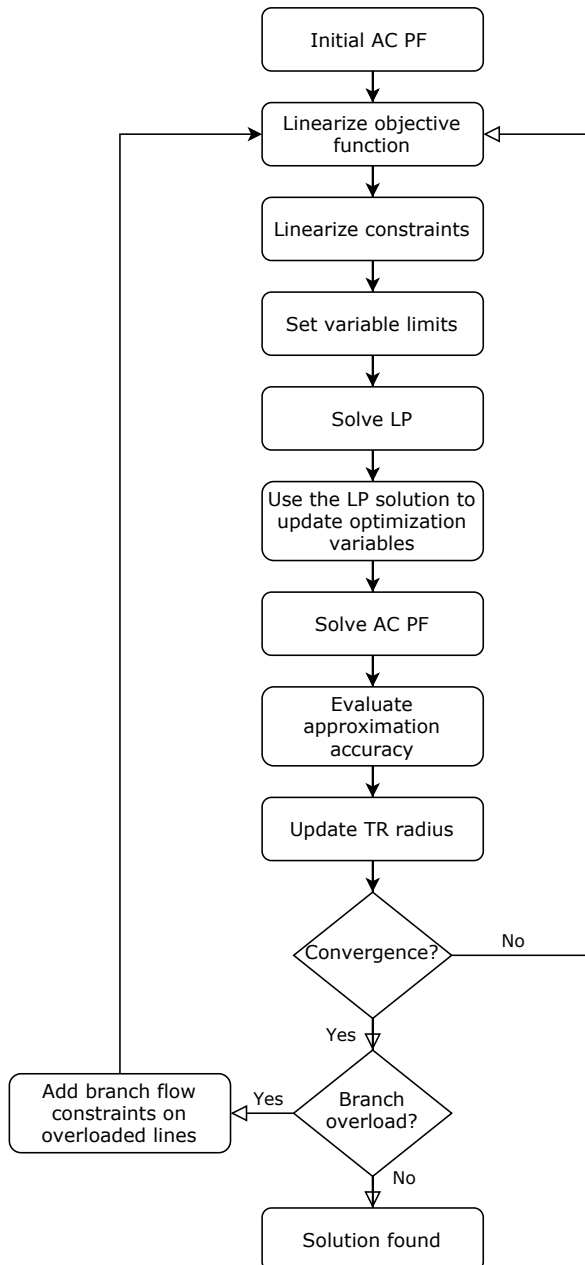 Initial AC PF
Linearize objective
function
Linearize constraints
Set variable limits
Solve LP
Use the LP solution to
update optimization
variables
Solve AC PF
Evaluate
approximation
accuracy
Update TR radius
Convergence?
No
Yes
Branch
overload?
Yes
Add branch flow
constraints on
overloaded lines
No
Solution found